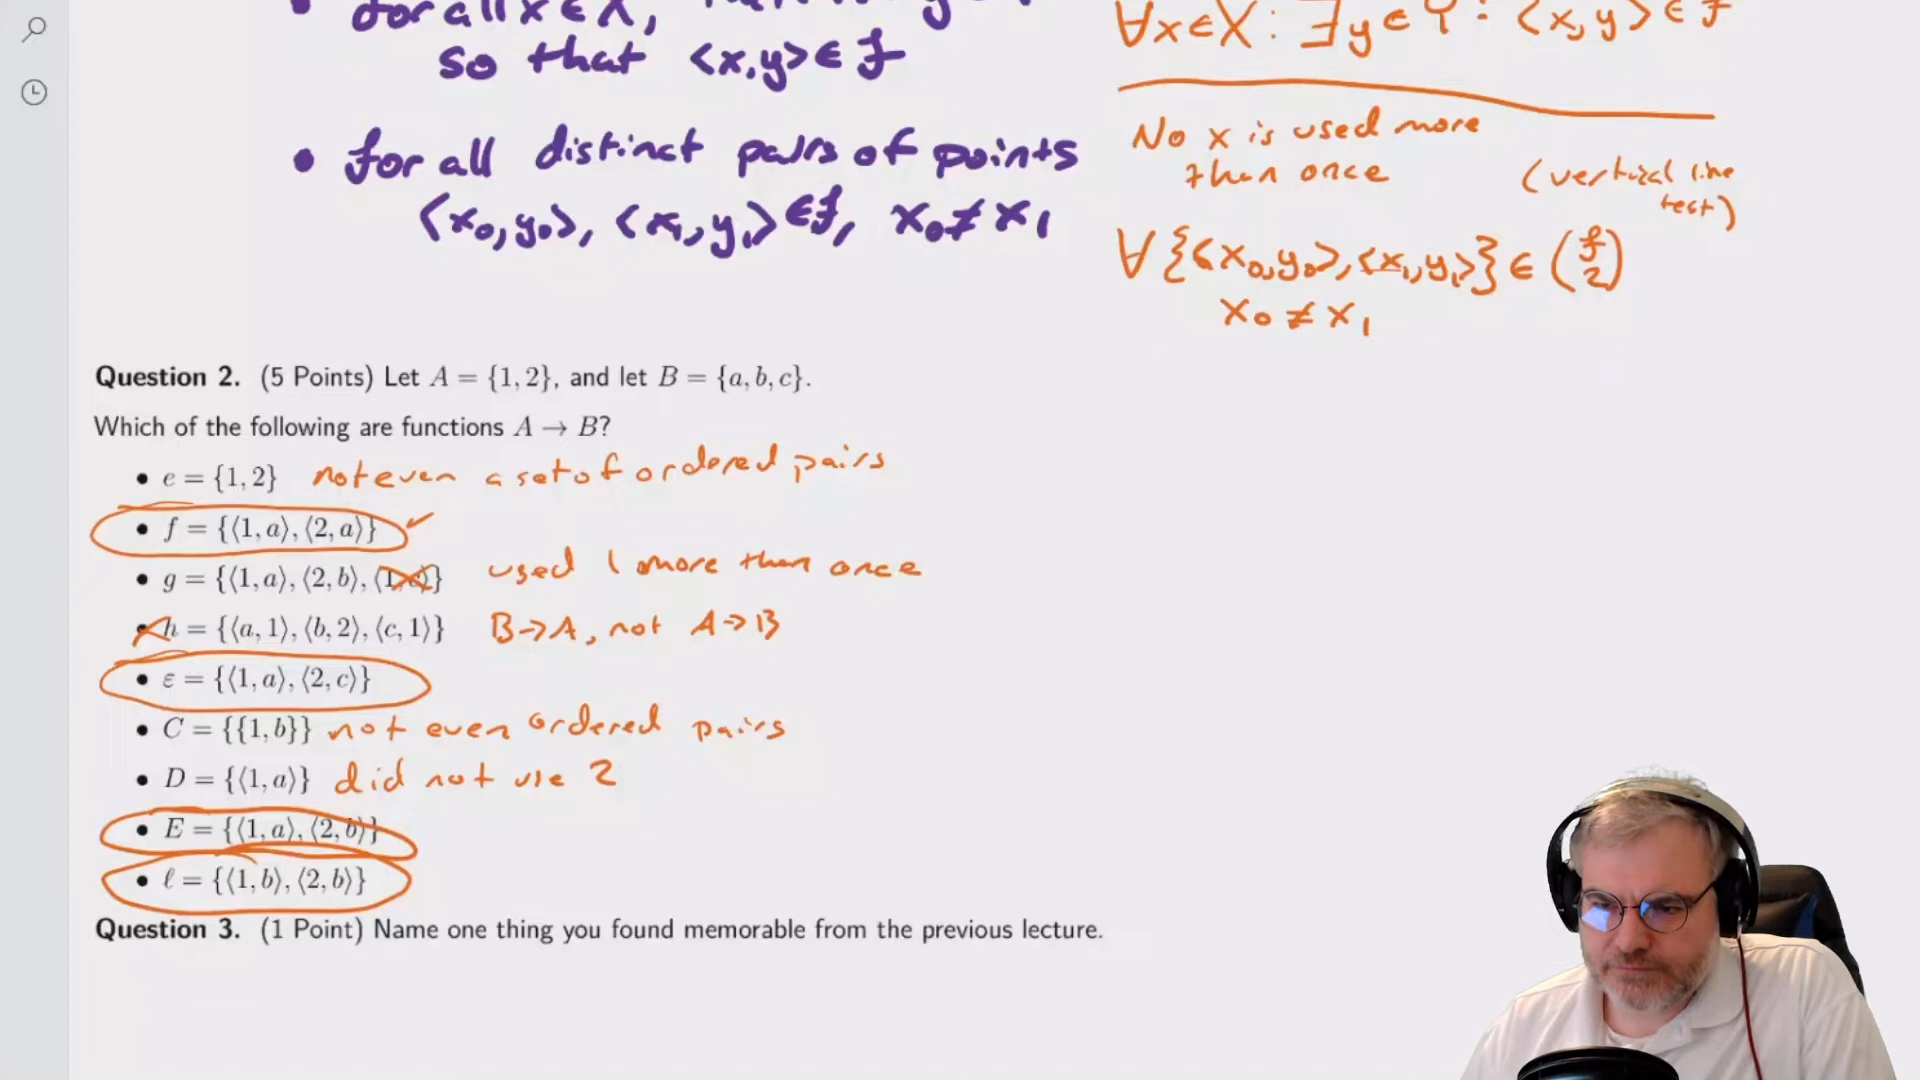 for all x ∈ X,
so that <x,y> ∈ f
• for all distinct pairs of points
<x₀,y₀>, <x₁,y₁> ∈ f, x₀ ≠ x₁
∀x∈X : ∃y∈Y : <x,y> ∈ f
No x is used more
than once
(vertical line
test)
∀ {<x₀,y₀>,<x₁,y₁>} ∈ (f 2)
x₀ ≠ x₁
Question 2. (5 Points) Let A = {1, 2}, and let B = {a, b, c}.
Which of the following are functions A → B?
• e = {1, 2} not even a set of ordered pairs
• f = {⟨1, a⟩, ⟨2, a⟩} ✓
• g = {⟨1, a⟩, ⟨2, b⟩, ⟨1, } used 1 more than once
• h = {⟨a, 1⟩, ⟨b, 2⟩, ⟨c, 1⟩} B→A, not A→B
• ε = {⟨1, a⟩, ⟨2, c⟩}
• C = {{1, b}} not even ordered pairs
• D = {⟨1, a⟩} did not use 2
• E = {⟨1, a⟩, ⟨2, b⟩}
• ℓ = {⟨1, b⟩, ⟨2, b⟩}
Question 3. (1 Point) Name one thing you found memorable from the previous lecture.